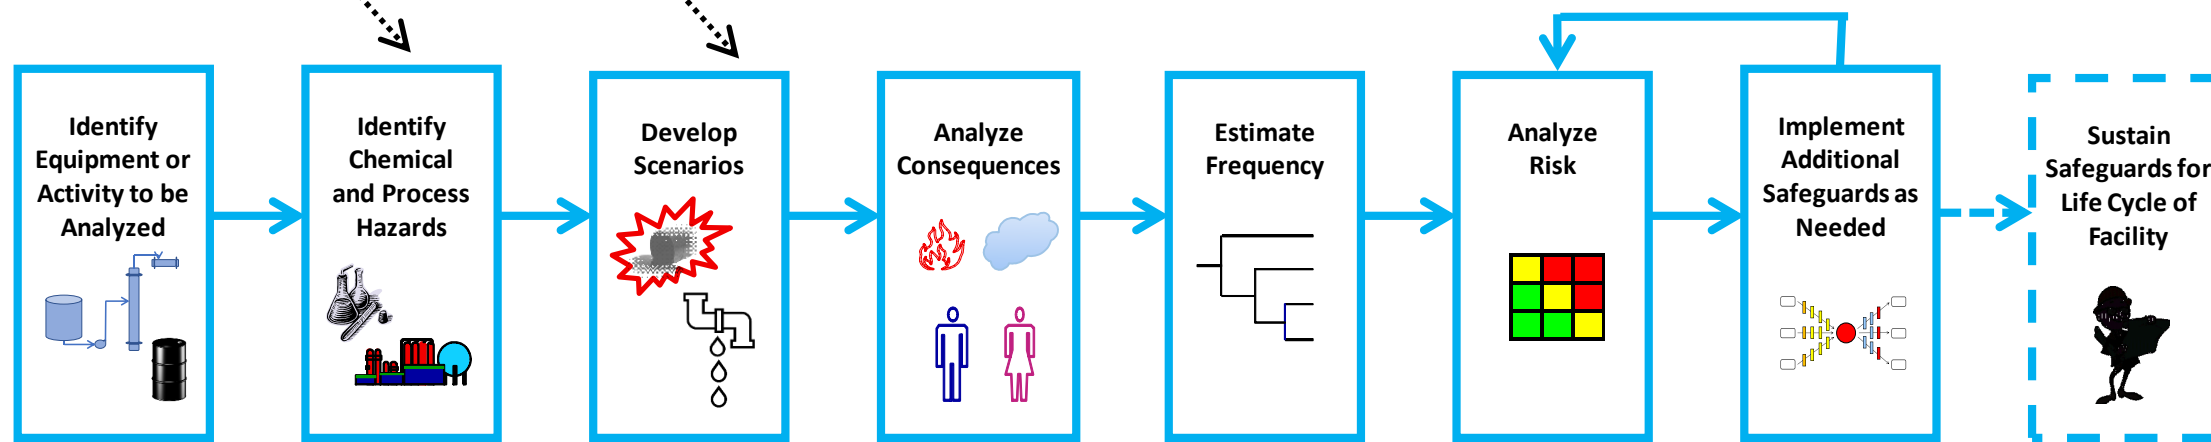 Identify
Equipment or
Activity to be
Analyzed
Identify
Chemical
and Process
Hazards
Develop
Scenarios
Analyze
Consequences
Estimate
Frequency
Analyze
Risk
Implement
Additional
Safeguards as
Needed
Sustain
Safeguards for
Life Cycle of
Facility